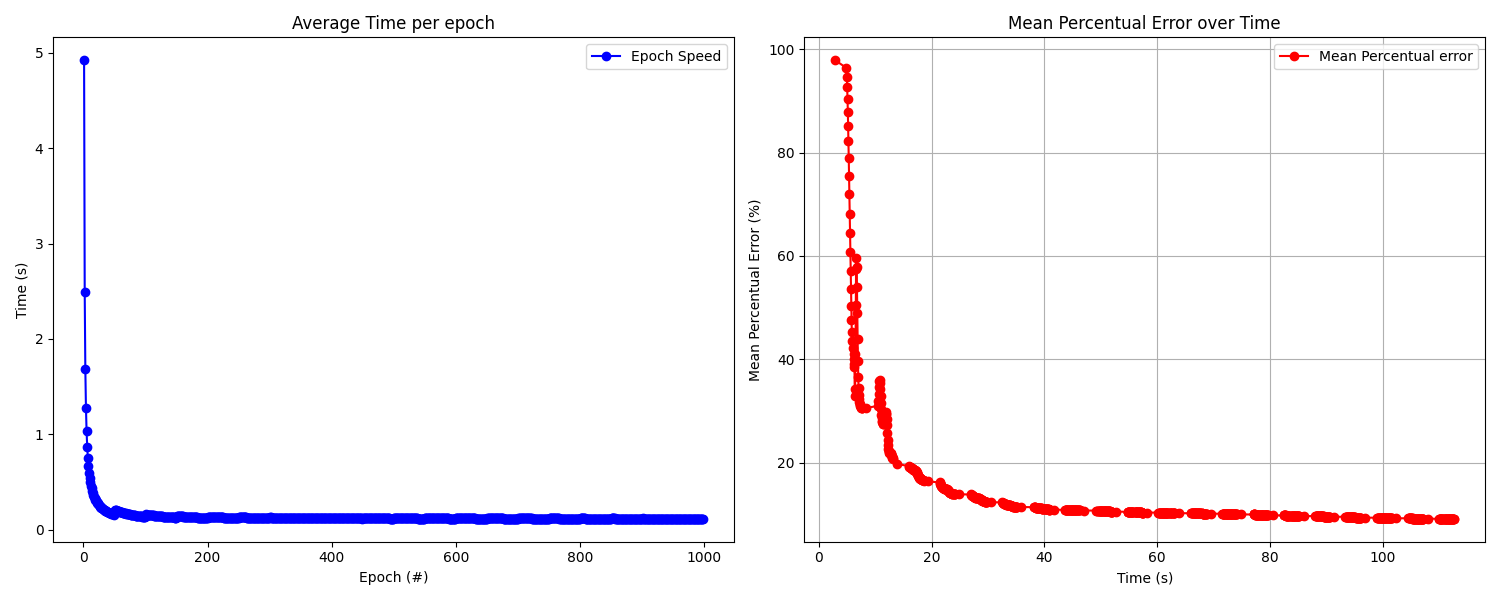 Average Time per epoch
Epoch Speed
5
4
3
2
1
0
Time (s)
0 200 400 600 800 1000
Epoch (#)
Mean Percentual Error over Time
Mean Percentual error
100
80
60
40
20
Mean Percentual Error (%)
0 20 40 60 80 100
Time (s)